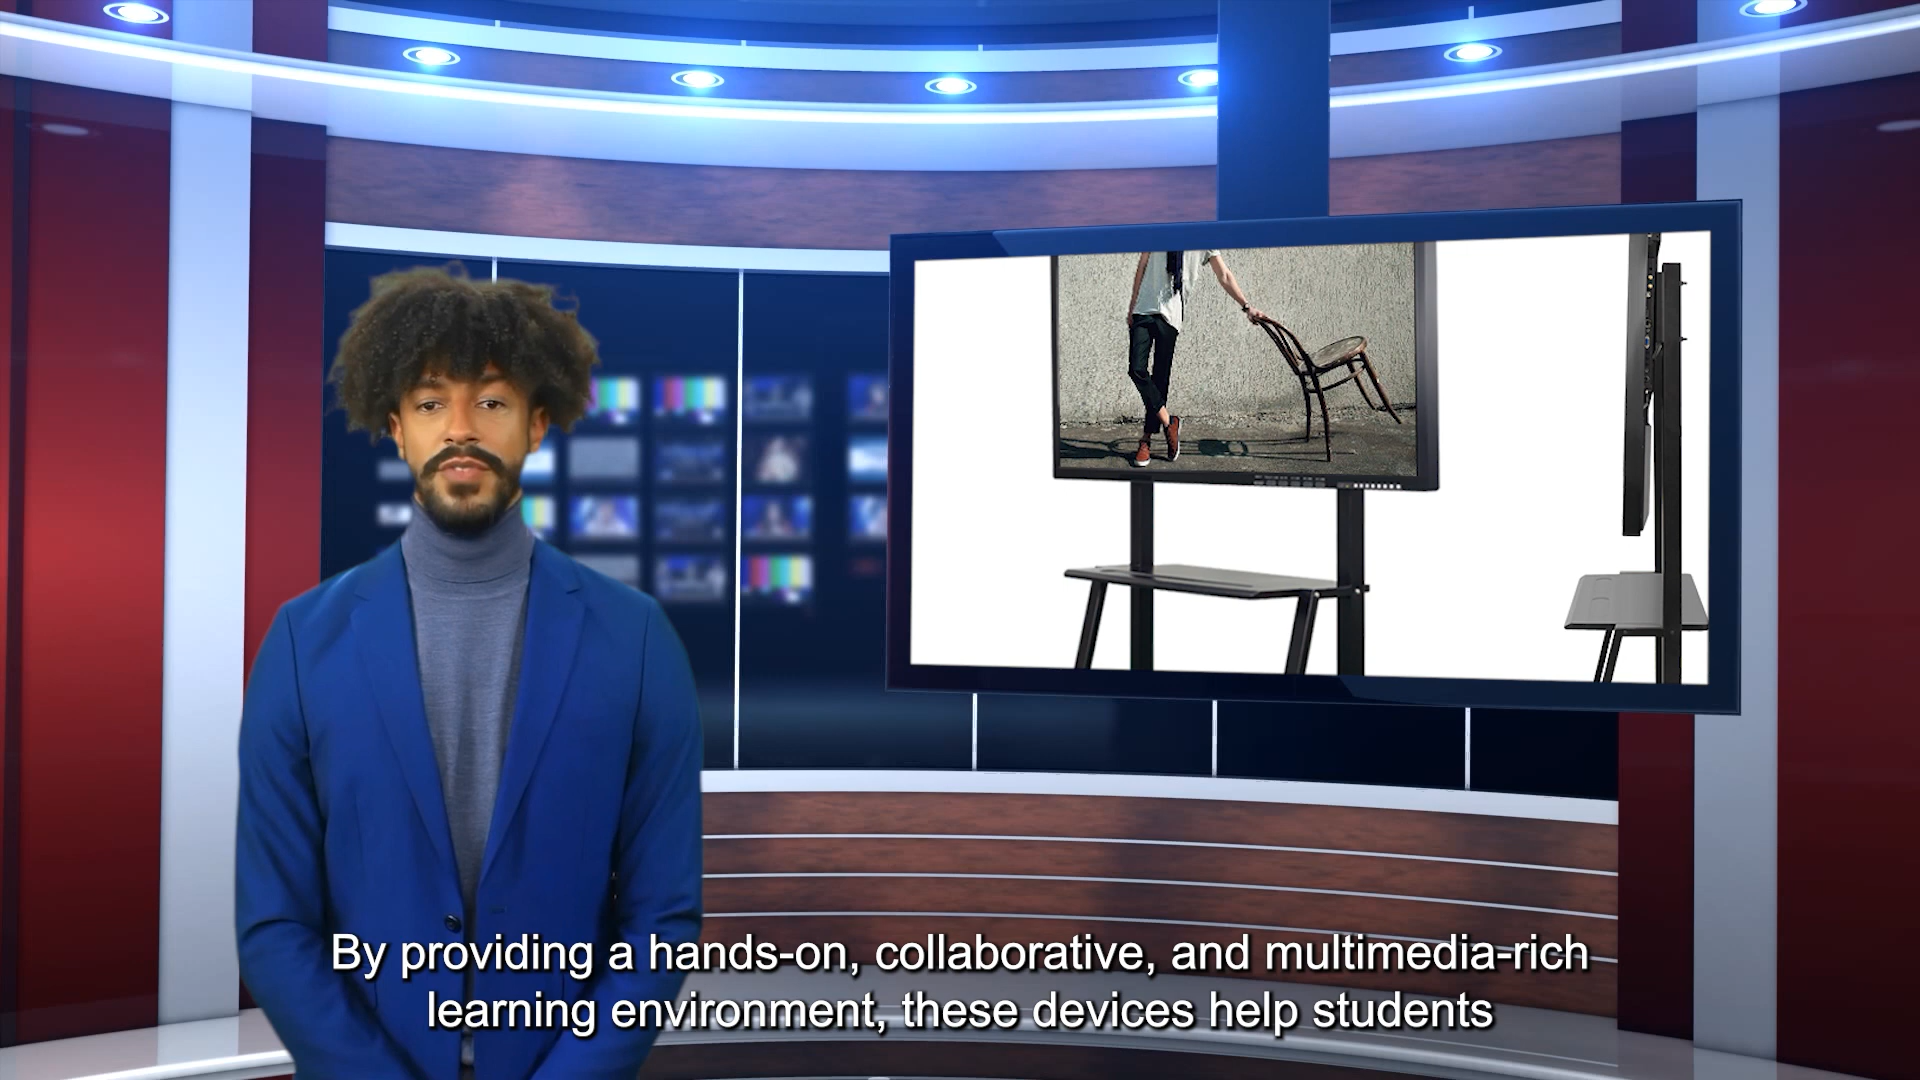 By providing a hands-on, collaborative, and multimedia-rich
learning environment, these devices help students